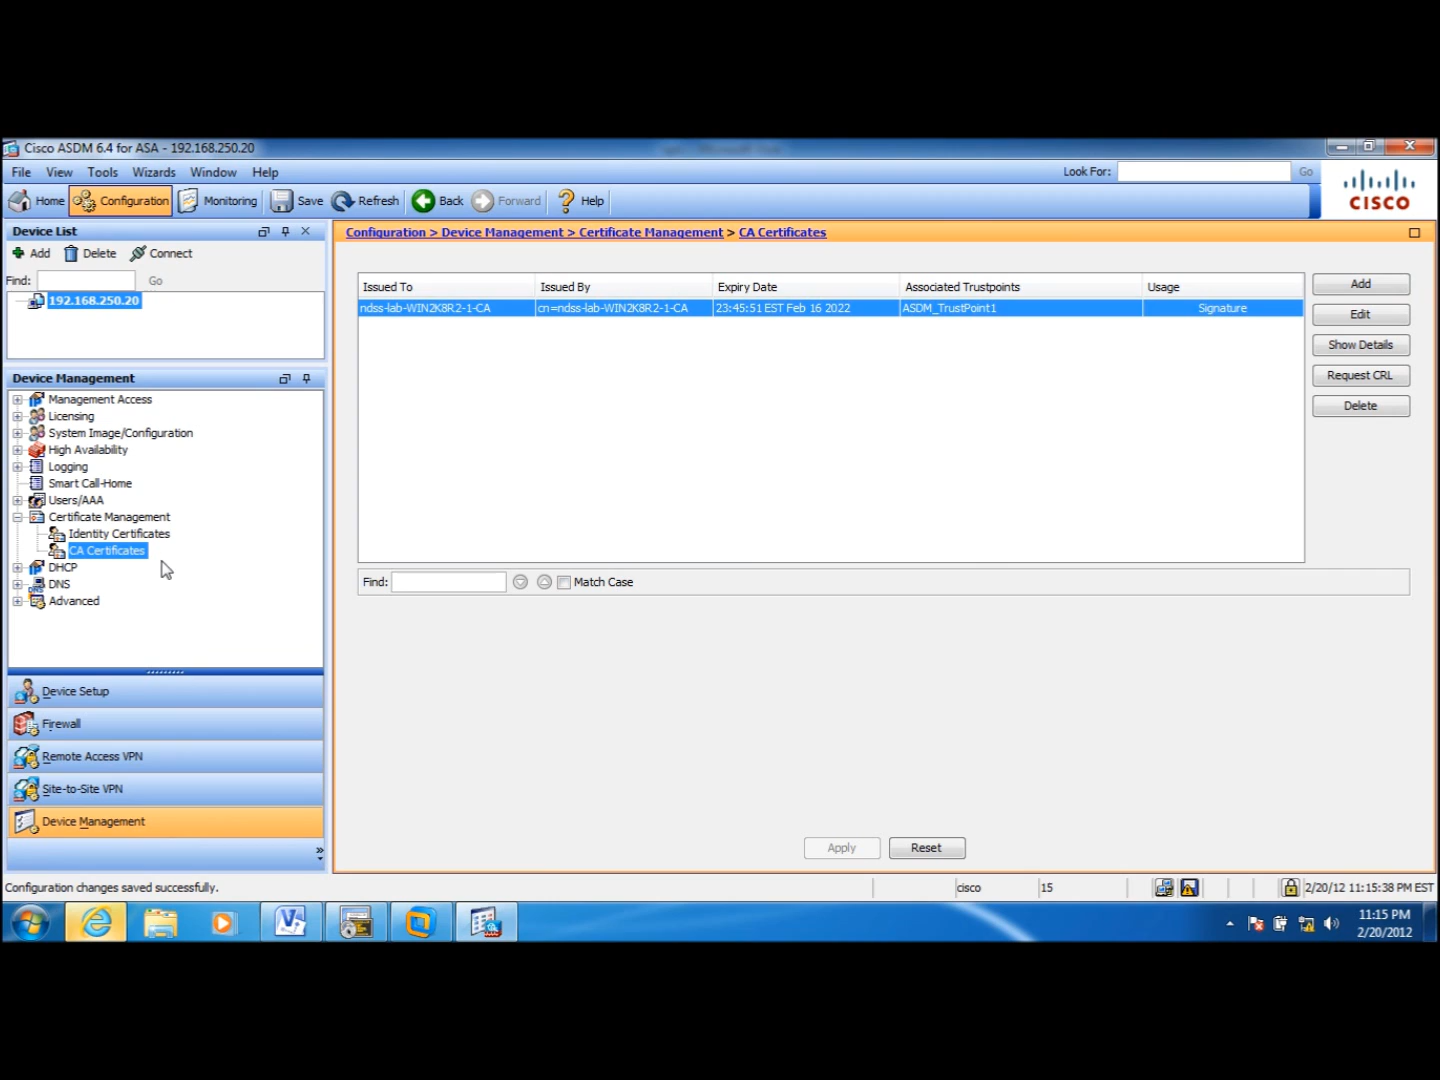 Cisco ASDM 6.4 for ASA - 192.168.250.20
File View Tools Wizards Window Help
Look For:
Go
Home Configuration Monitoring Save Refresh Back Forward Help
CISCO
Device List
Add Delete Connect
Find: Go
192.168.250.20
Device Management
Management Access
Licensing
System Image/Configuration
High Availability
Logging
Smart Call-Home
Users/AAA
Certificate Management
Identity Certificates
CA Certificates
DHCP
DNS
Advanced
Device Setup
Firewall
Remote Access VPN
Site-to-Site VPN
Device Management
»
Configuration > Device Management > Certificate Management > CA Certificates
Issued To Issued By Expiry Date Associated Trustpoints Usage
ndss-lab-WIN2K8R2-1-CA cn=ndss-lab-WIN2K8R2-1-CA 23:45:51 EST Feb 16 2022 ASDM_TrustPoint1 Signature
Add
Edit
Show Details
Request CRL
Delete
Find: Match Case
Apply Reset
Configuration changes saved successfully. cisco 15 2/20/12 11:15:38 PM EST
11:15 PM
2/20/2012